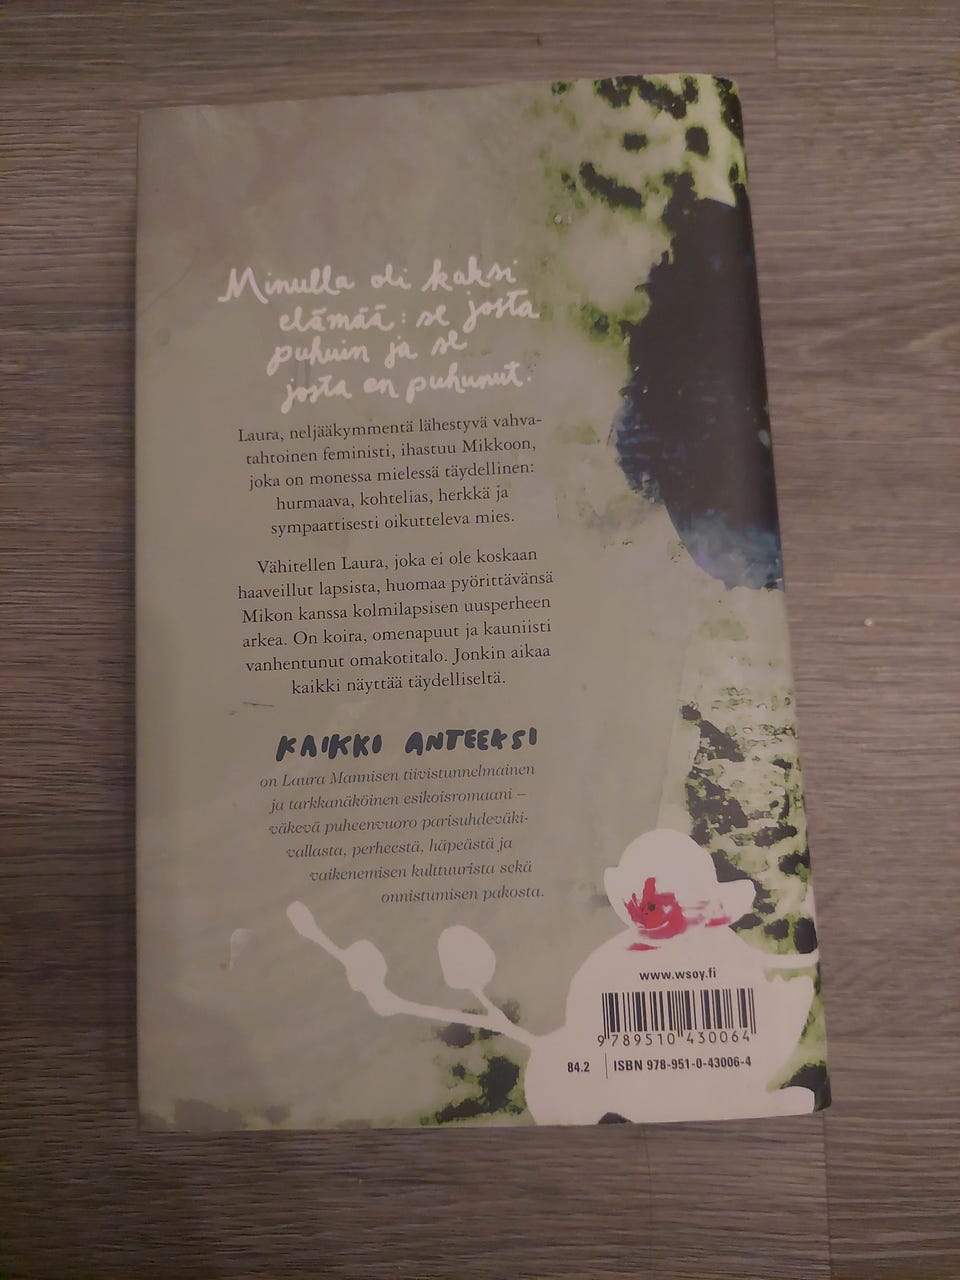 Minulla oli kaksi
elämää: se josta
puhuin ja se
josta en puhunut.
Laura, neljääkymmentä lähestyvä vahva-
tahtoinen feministi, ihastuu Mikkoon,
joka on monessa mielessä täydellinen:
hurmaava, kohtelias, herkkä ja
sympaattisesti oikutteleva mies.
Vähitellen Laura, joka ei ole koskaan
haaveillut lapsista, huomaa pyörittävänsä
Mikon kanssa kolmilapsisen uusperheen
arkea. On koira, omenapuut ja kauniisti
vanhentunut omakotitalo. Jonkin aikaa
kaikki näyttää täydelliseltä.
KAIKKI ANTEEKSI
on Laura Mannisen tiivistunnelmainen
ja tarkkanäköinen esikoisromaani –
väkevä puheenvuoro parisuhdeväki-
vallasta, perheestä, häpeästä ja
vaikenemisen kulttuurista sekä
onnistumisen pakosta.
www.wsoy.fi
9 789510 430064
84.2 ISBN 978-951-0-43006-4